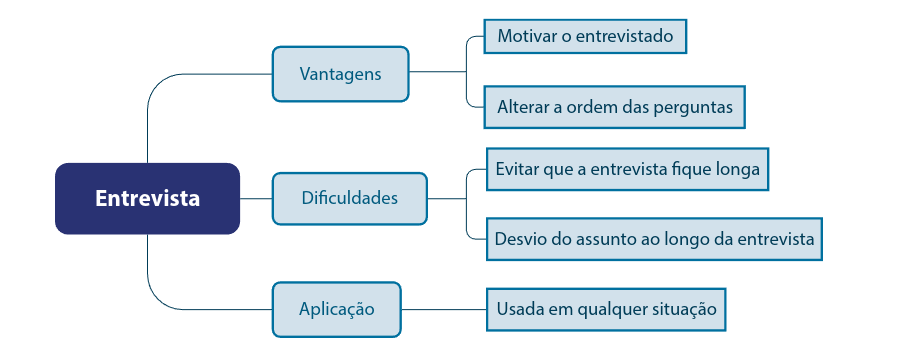 Entrevista
Vantagens
Motivar o entrevistado
Alterar a ordem das perguntas
Dificuldades
Evitar que a entrevista fique longa
Desvio do assunto ao longo da entrevista
Aplicação
Usada em qualquer situação